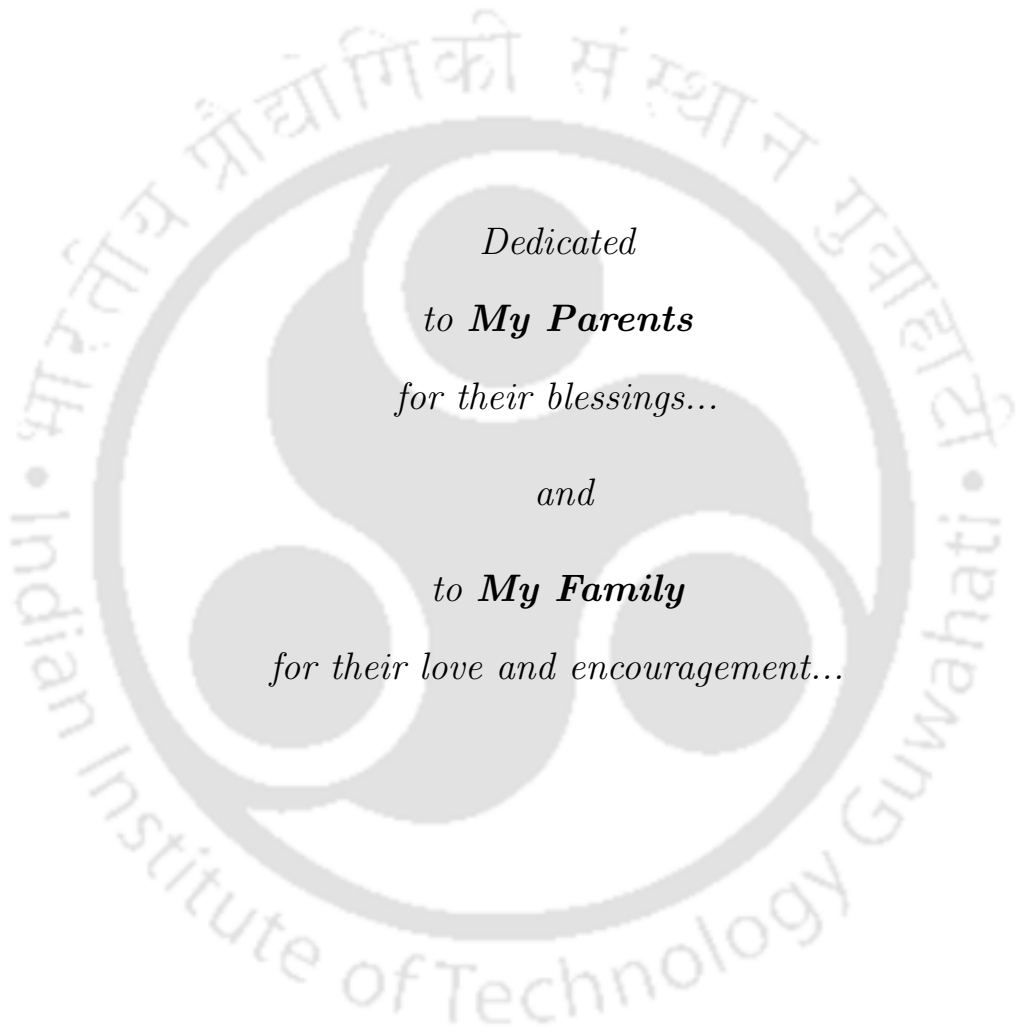 भारतीय प्रौद्योगिकी संस्थान गुवाहाटी
Dedicated
to My Parents
for their blessings...
and
to My Family
for their love and encouragement...
• Indian Institute of Technology Guwahati •